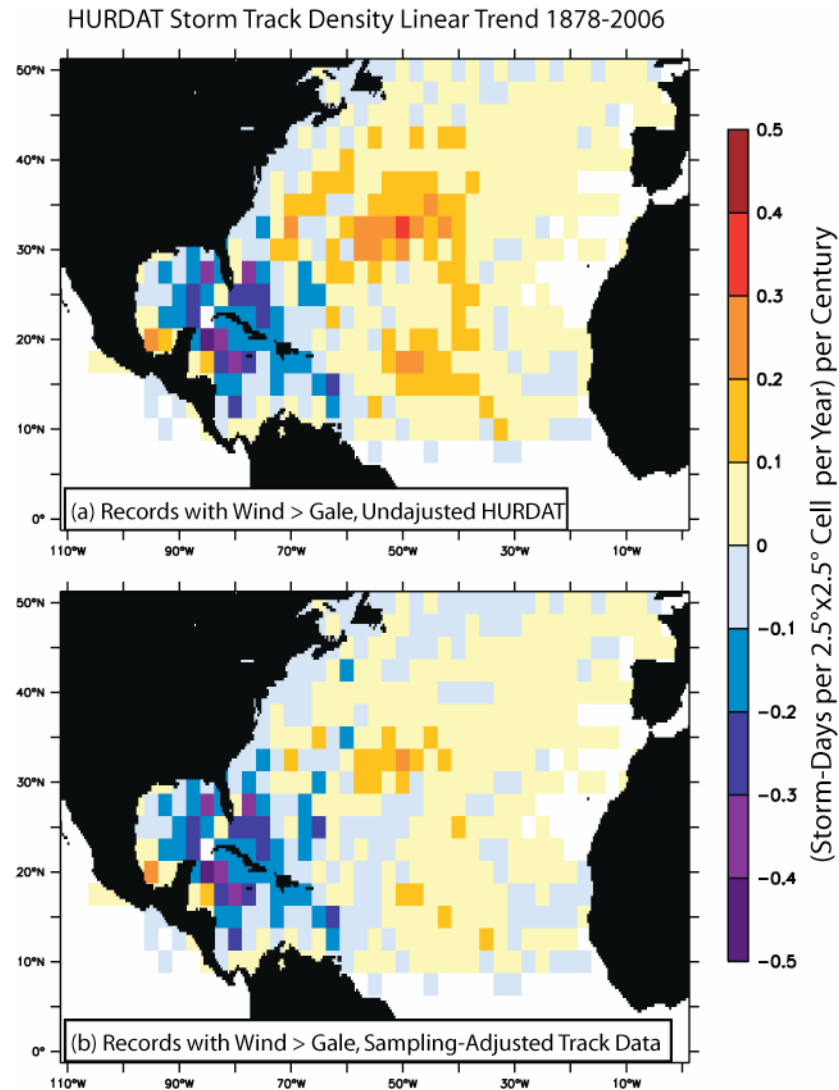 HURDAT Storm Track Density Linear Trend 1878-2006
50°N
40°N
30°N
20°N
10°N
0°
(a) Records with Wind > Gale, Undajusted HURDAT
110°W 90°W 70°W 50°W 30°W 10°W
50°N
40°N
30°N
20°N
10°N
0°
(b) Records with Wind > Gale, Sampling-Adjusted Track Data
110°W 90°W 70°W 50°W 30°W 10°W
0.5
0.4
0.3
0.2
0.1
0
−0.1
−0.2
−0.3
−0.4
−0.5
(Storm-Days per 2.5°x2.5° Cell per Year) per Century